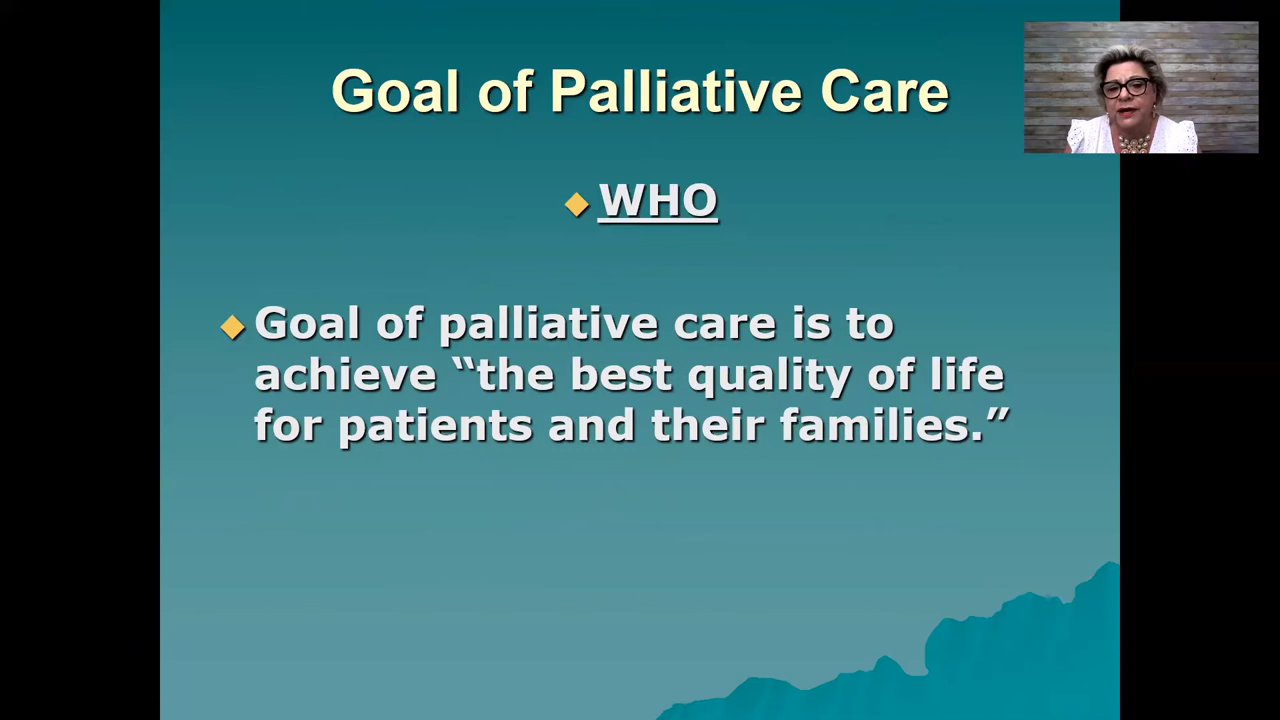 Goal of Palliative Care
WHO
Goal of palliative care is to
achieve “the best quality of life
for patients and their families.”